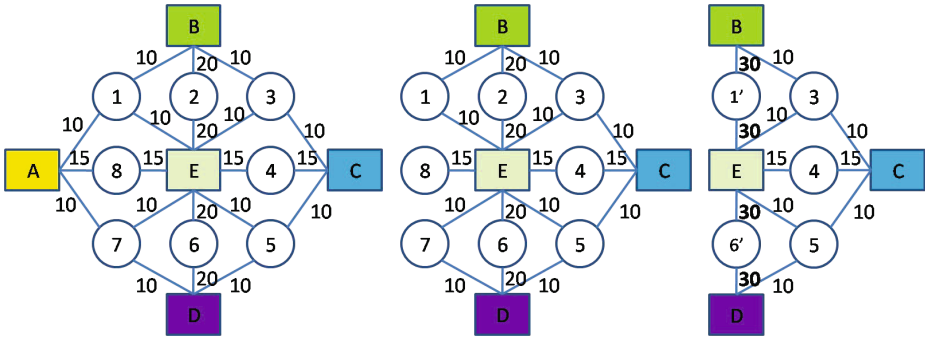 B B B
10 20 10 10 20 10 30 10
1 2 3 1 2 3 1’ 3
10 10 20 10 10 10 20 10 10 30 10 10
A 15 8 15 E 15 4 15 C 8 15 E 15 4 15 C E 15 4 15 C
10 10 20 10 10 10 20 10 10 30 10 10
7 6 5 7 6 5 6’ 5
10 20 10 10 20 10 30 10
D D D